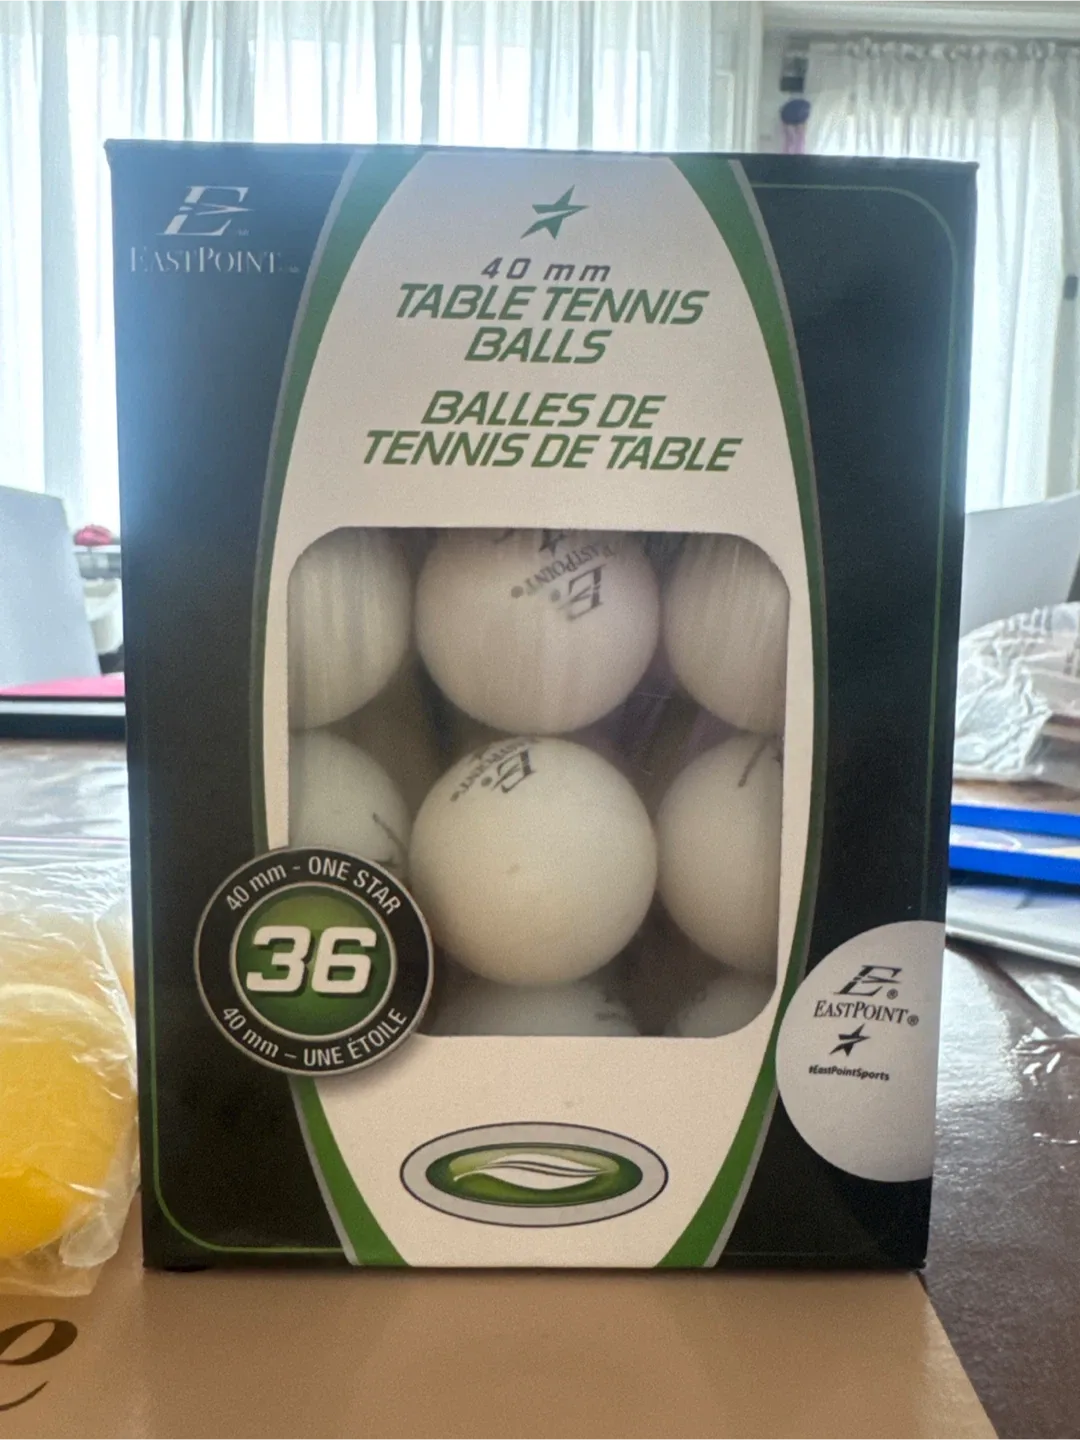 E
EASTPOINT
40 mm
TABLE TENNIS
BALLS
BALLES DE
TENNIS DE TABLE
EASTPOINT®
E
E
40 mm - ONE STAR
36
40 mm – UNE ÉTOILE
E®
EASTPOINT®
#EastPointSports
e